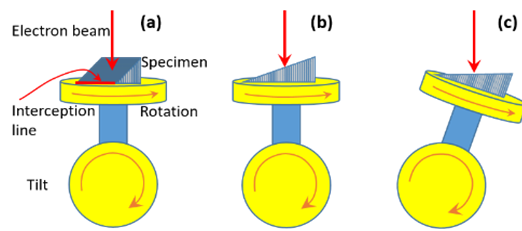 Electron beam
(a)
(b)
(c)
Specimen
Interception
line
Rotation
Tilt